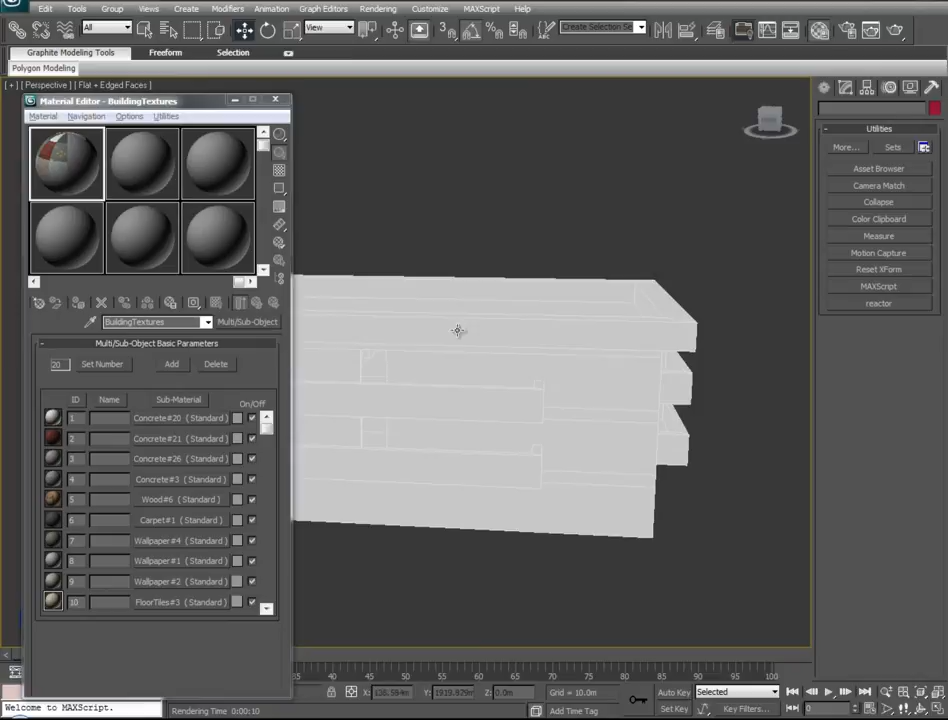 Edit Tools Group Views Create Modifiers Animation Graph Editors Rendering Customize MAXScript Help
All View Create Selection Se
Graphite Modeling Tools Freeform Selection
Polygon Modeling
[ + ] [ Perspective ] [ Flat + Edged Faces ]
Material Editor - BuildingTextures
Material Navigation Options Utilities
BuildingTextures Multi/Sub-Object
- Multi/Sub-Object Basic Parameters
20 Set Number Add Delete
ID Name Sub-Material On/Off
1 Concrete#20 (Standard)
2 Concrete#21 (Standard)
3 Concrete#26 (Standard)
4 Concrete#3 (Standard)
5 Wood#6 (Standard)
6 Carpet#1 (Standard)
7 Wallpaper#4 (Standard)
8 Wallpaper#1 (Standard)
9 Wallpaper#2 (Standard)
10 FloorTiles#3 (Standard)
- Utilities
More... Sets
Asset Browser
Camera Match
Collapse
Color Clipboard
Measure
Motion Capture
Reset XForm
MAXScript
reactor
35 40 45 50 55 60 65 70 75 80 85 90 95 100
Y: 1919.879m Z: 0.0m Grid = 10.0m Auto Key Selected
Welcome to MAXScript. Rendering Time 0:00:10 Add Time Tag Set Key Key Filters... 0